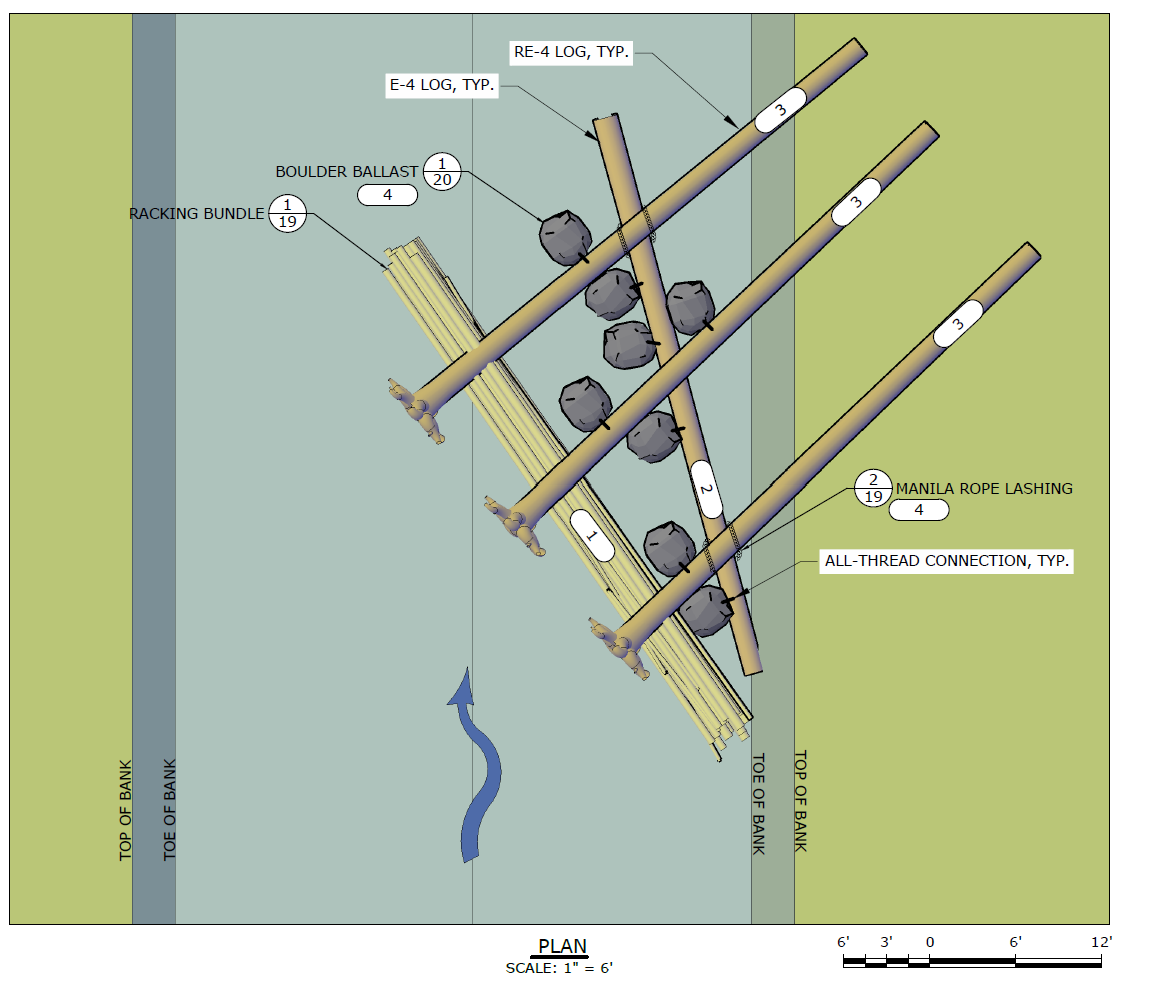 RE-4 LOG, TYP.
E-4 LOG, TYP.
3
BOULDER BALLAST
1
20
4
RACKING BUNDLE
1
19
3
3
2
2
19
MANILA ROPE LASHING
4
1
ALL-THREAD CONNECTION, TYP.
TOP OF BANK
TOE OF BANK
TOE OF BANK
TOP OF BANK
PLAN
SCALE: 1" = 6'
6' 3' 0 6' 12'